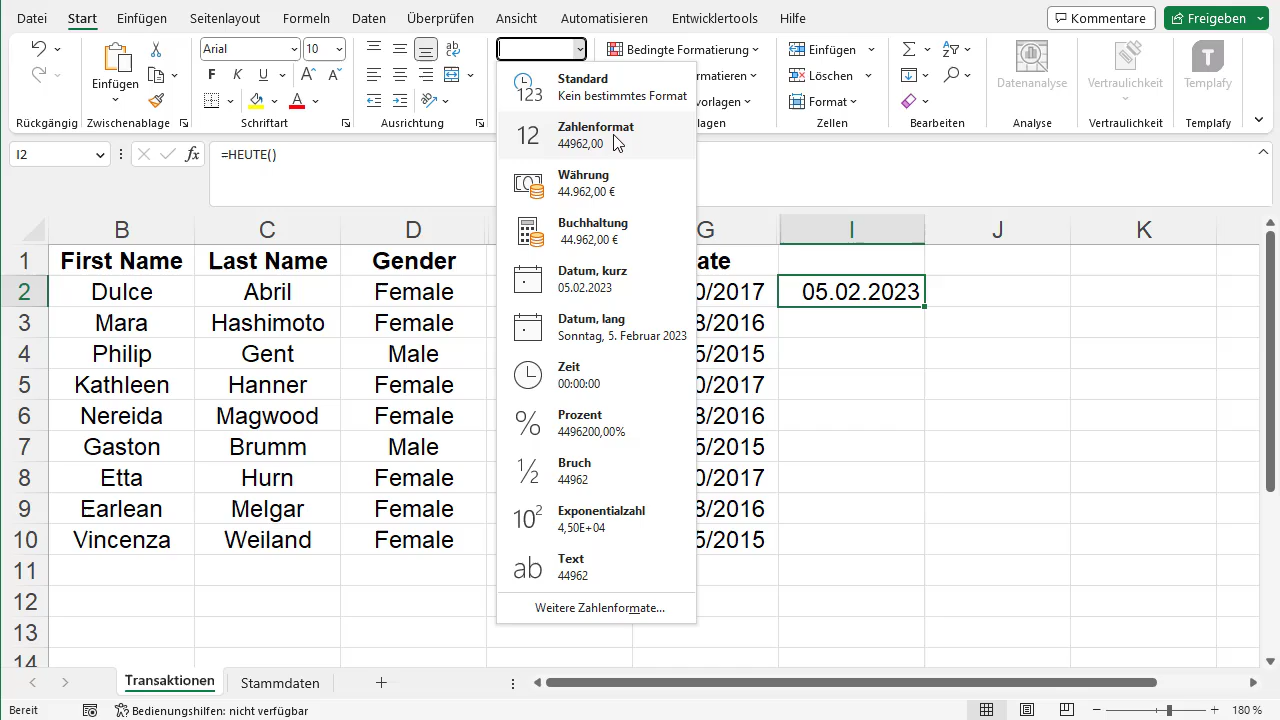 Datei Start Einfügen Seitenlayout Formeln Daten Überprüfen Ansicht Automatisieren Entwicklertools Hilfe Kommentare Freigeben
Arial 10 Bedingte Formatierung Einfügen
Einfügen F K U ormatieren Löschen Datenanalyse Vertraulichkeit Templafy
vorlagen Format
Rückgängig Zwischenablage Schriftart Ausrichtung lagen Zellen Bearbeiten Analyse Vertraulichkeit Templafy
I2 fx =HEUTE()
Standard
Kein bestimmtes Format
Zahlenformat
44962,00
Währung
44.962,00 €
Buchhaltung
44.962,00 €
Datum, kurz
05.02.2023
Datum, lang
Sonntag, 5. Februar 2023
Zeit
00:00:00
Prozent
4496200,00%
Bruch
44962
Exponentialzahl
4,50E+04
Text
44962
Weitere Zahlenformate...
B C D G I J K
1 First Name Last Name Gender ate
2 Dulce Abril Female 0/2017 05.02.2023
3 Mara Hashimoto Female 8/2016
4 Philip Gent Male 5/2015
5 Kathleen Hanner Female 0/2017
6 Nereida Magwood Female 8/2016
7 Gaston Brumm Male 5/2015
8 Etta Hurn Female 0/2017
9 Earlean Melgar Female 8/2016
10 Vincenza Weiland Female 5/2015
11
12
13
14
Transaktionen Stammdaten
Bereit Bedienungshilfen: nicht verfügbar 180 %